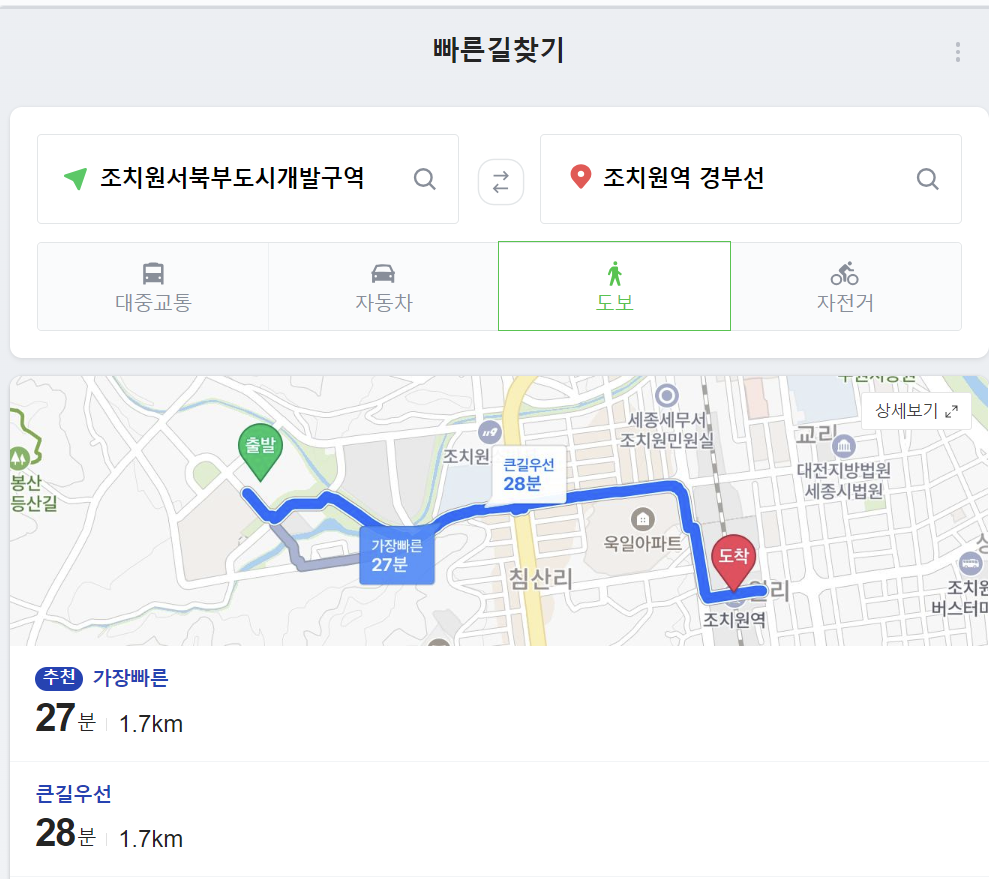 빠른길찾기
조치원서북부도시개발구역
조치원역 경부선
대중교통
자동차
도보
자전거
상세보기
세종세무서
조치원민원실
교리
대전지방법원
세종시법원
출발
조치원
큰길우선
28분
봉산
등산길
가장빠른
27분
욱일아파트
도착
침산리
리
조치원역
조치원
추천 가장빠른
27분 1.7km
큰길우선
28분 1.7km